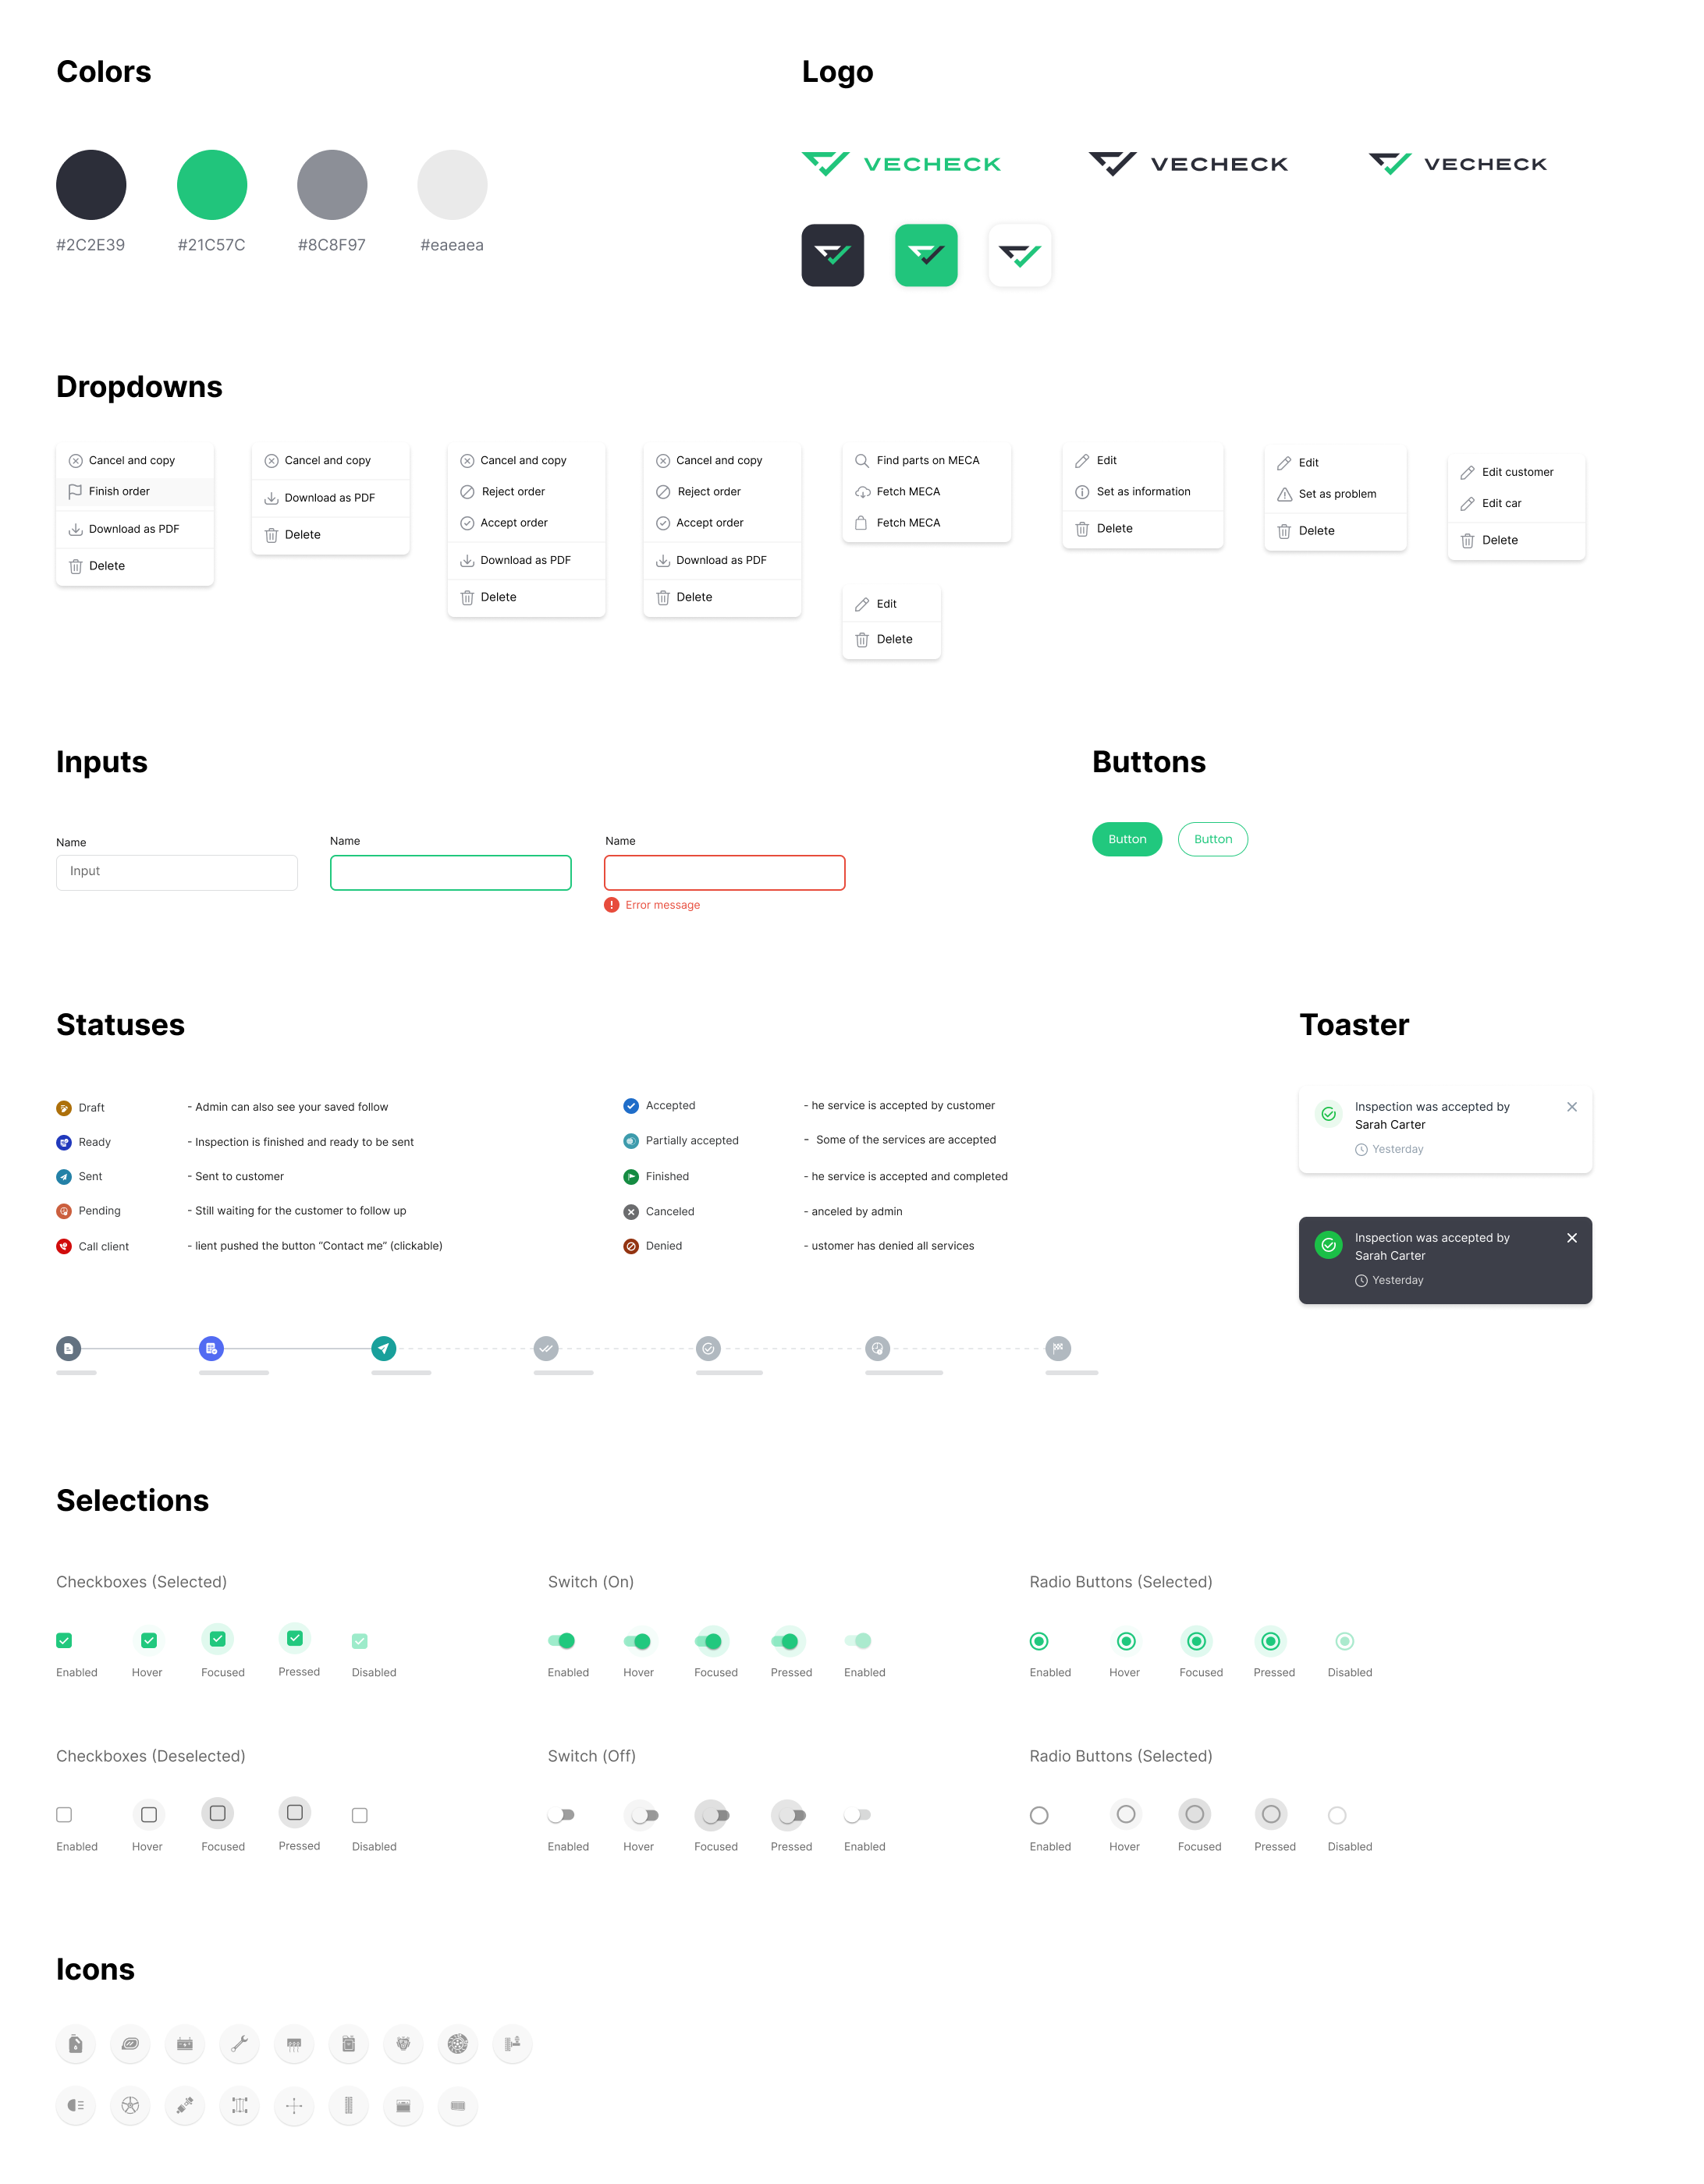 Colors
#2C2E39
#21C57C
#8C8F97
#eaeaea
Logo
VECHECK
VECHECK
VECHECK
Dropdowns
Cancel and copy
Finish order
Download as PDF
Delete
Cancel and copy
Download as PDF
Delete
Cancel and copy
Reject order
Accept order
Download as PDF
Delete
Cancel and copy
Reject order
Accept order
Download as PDF
Delete
Find parts on MECA
Fetch MECA
Fetch MECA
Edit
Delete
Edit
Set as information
Delete
Edit
Set as problem
Delete
Edit customer
Edit car
Delete
Inputs
Name
Input
Name
Name
Error message
Buttons
Button
Button
Statuses
Draft
- Admin can also see your saved follow
Ready
- Inspection is finished and ready to be sent
Sent
- Sent to customer
Pending
- Still waiting for the customer to follow up
Call client
- lient pushed the button “Contact me” (clickable)
Accepted
- he service is accepted by customer
Partially accepted
- Some of the services are accepted
Finished
- he service is accepted and completed
Canceled
- anceled by admin
Denied
- ustomer has denied all services
Toaster
Inspection was accepted by
Sarah Carter
Yesterday
Inspection was accepted by
Sarah Carter
Yesterday
Selections
Checkboxes (Selected)
Enabled
Hover
Focused
Pressed
Disabled
Switch (On)
Enabled
Hover
Focused
Pressed
Enabled
Radio Buttons (Selected)
Enabled
Hover
Focused
Pressed
Disabled
Checkboxes (Deselected)
Enabled
Hover
Focused
Pressed
Disabled
Switch (Off)
Enabled
Hover
Focused
Pressed
Enabled
Radio Buttons (Selected)
Enabled
Hover
Focused
Pressed
Disabled
Icons